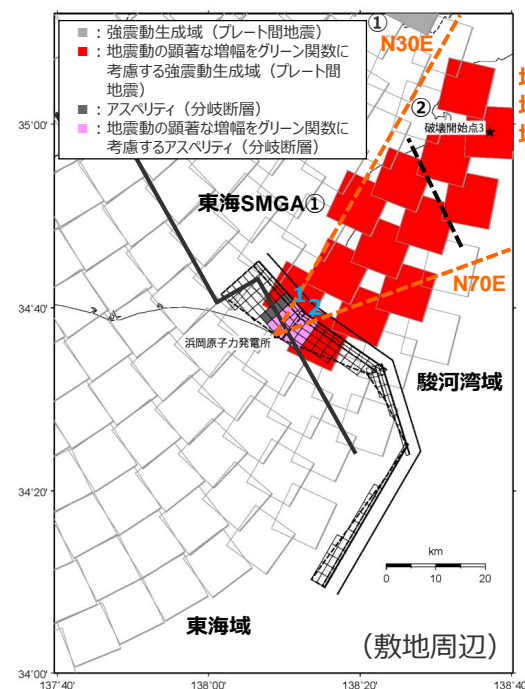 ：強震動生成域（プレート間地震）
：地震動の顕著な増幅をグリーン関数に
考慮する強震動生成域（プレート間
地震）
：アスペリティ（分岐断層）
：地震動の顕著な増幅をグリーン関数に
考慮するアスペリティ（分岐断層）
①
N30E
②
破壊開始点3
35°00'
東海SMGA①
N70E
34°40'
1
2
浜岡原子力発電所
駿河湾域
34°20'
km
0 10 20
東海域
（敷地周辺）
34°00'
137°40' 138°00' 138°20' 138°40'